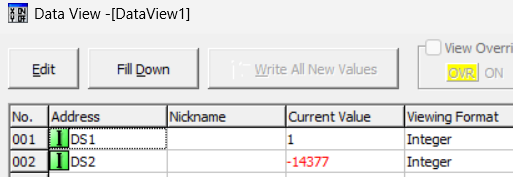 Data View -[DataView1]
Edit Fill Down Write All New Values View Overri
OVR ON
No. Address Nickname Current Value Viewing Format
001 I DS1 1 Integer
002 I DS2 -14377 Integer